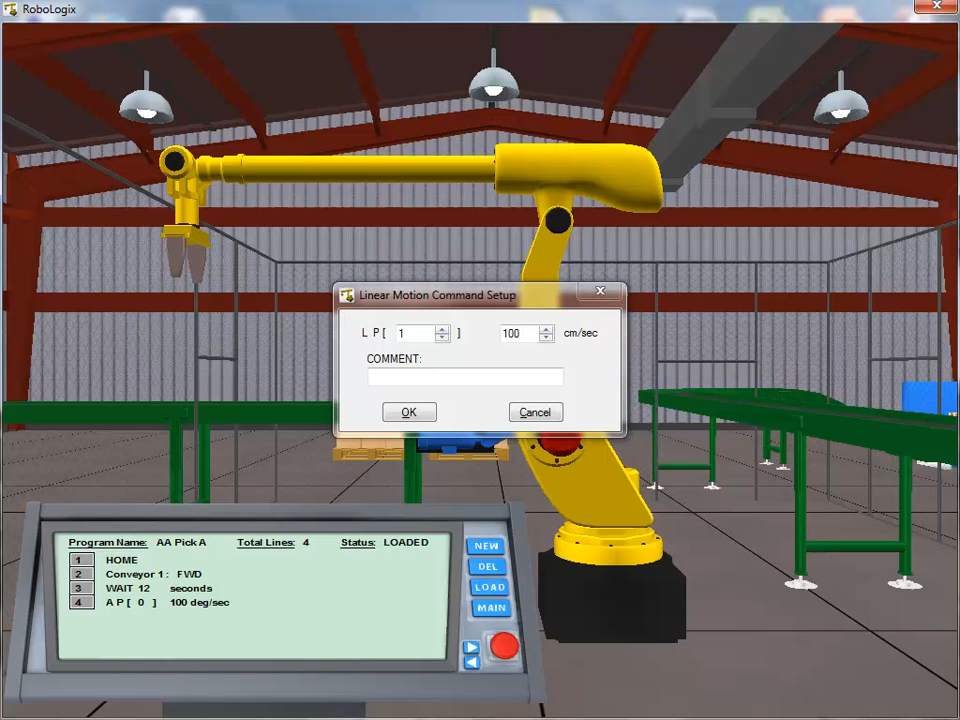 RoboLogix
Linear Motion Command Setup
L P [ 1 ] 100 cm/sec
COMMENT:
OK Cancel
Program Name: AA Pick A Total Lines: 4 Status: LOADED
1 HOME
2 Conveyor 1 : FWD
3 WAIT 12 seconds
4 A P [ 0 ] 100 deg/sec
NEW
DEL
LOAD
MAIN